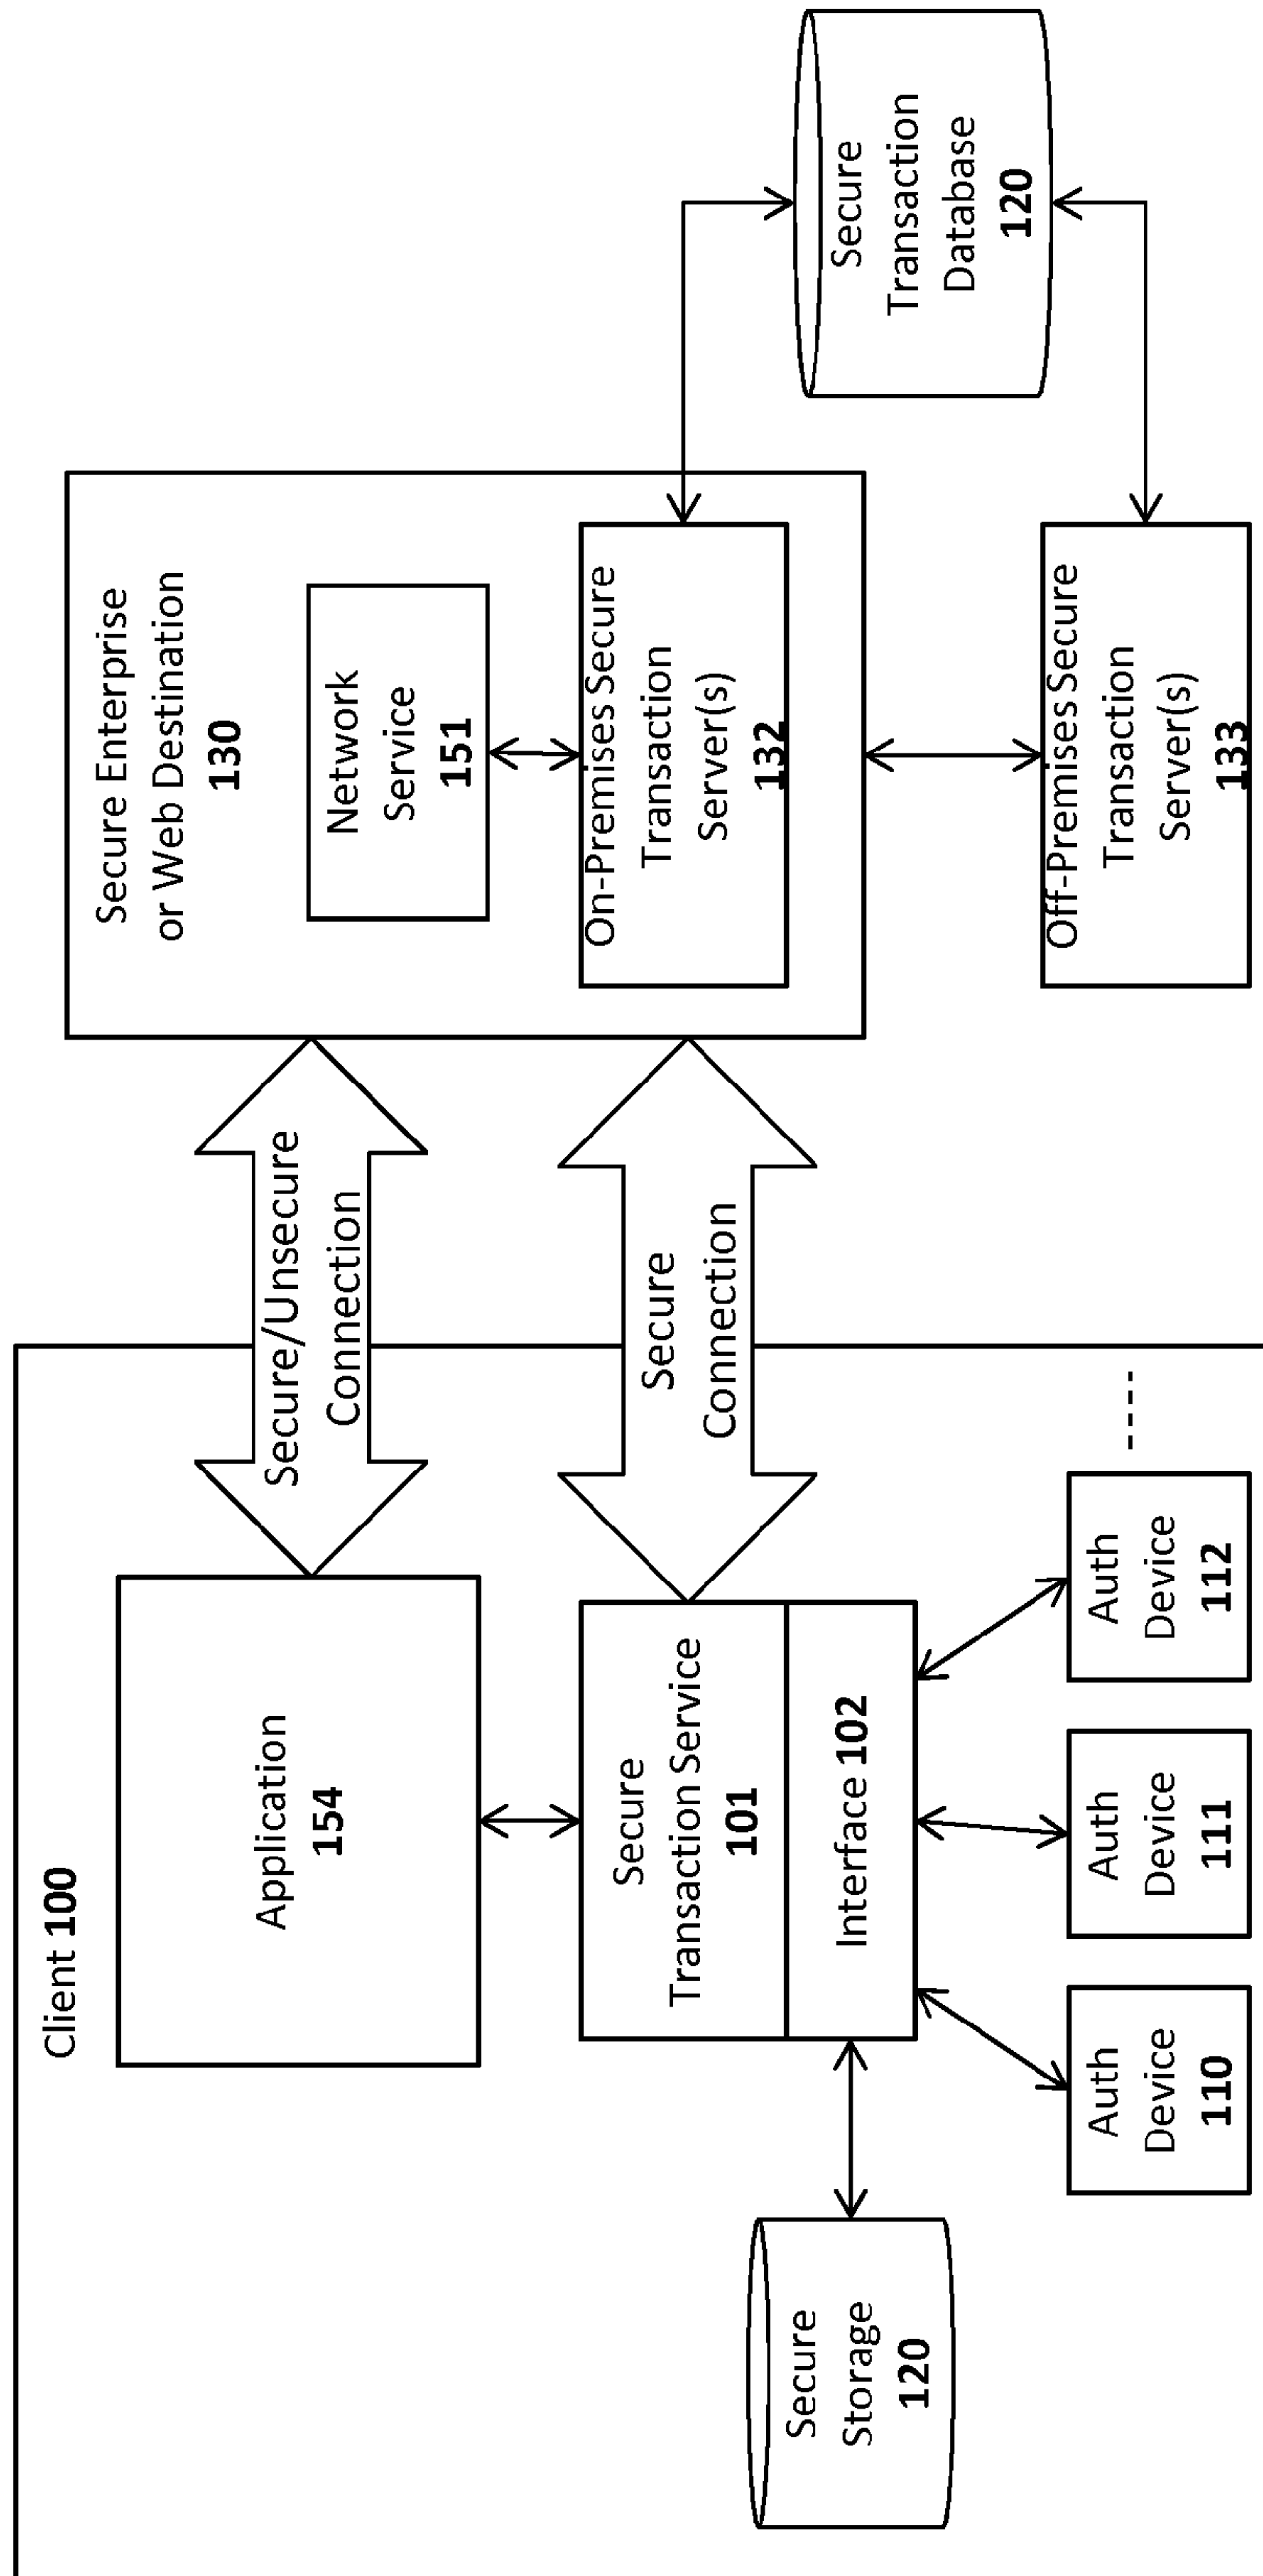 Client 100
Application
154
Secure
Transaction Service
101
Interface 102
Secure
Storage
120
Auth
Device
110
Auth
Device
111
Auth
Device
112
Secure/Unsecure
Connection
Secure
Connection
Secure Enterprise
or Web Destination
130
Network
Service
151
On-Premises Secure
Transaction
Server(s)
132
Off-Premises Secure
Transaction
Server(s)
133
Secure
Transaction
Database
120